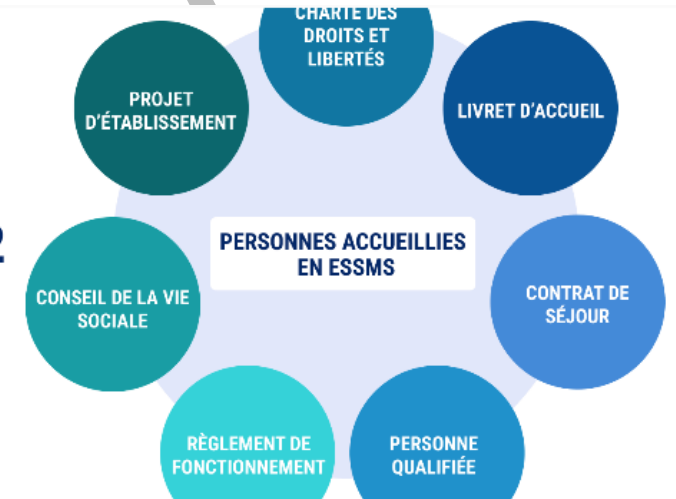 CHARTE DES
DROITS ET
LIBERTÉS
PROJET
D'ÉTABLISSEMENT
LIVRET D'ACCUEIL
2
PERSONNES ACCUEILLIES
EN ESSMS
CONSEIL DE LA VIE
SOCIALE
CONTRAT DE
SÉJOUR
RÈGLEMENT DE
FONCTIONNEMENT
PERSONNE
QUALIFIÉE